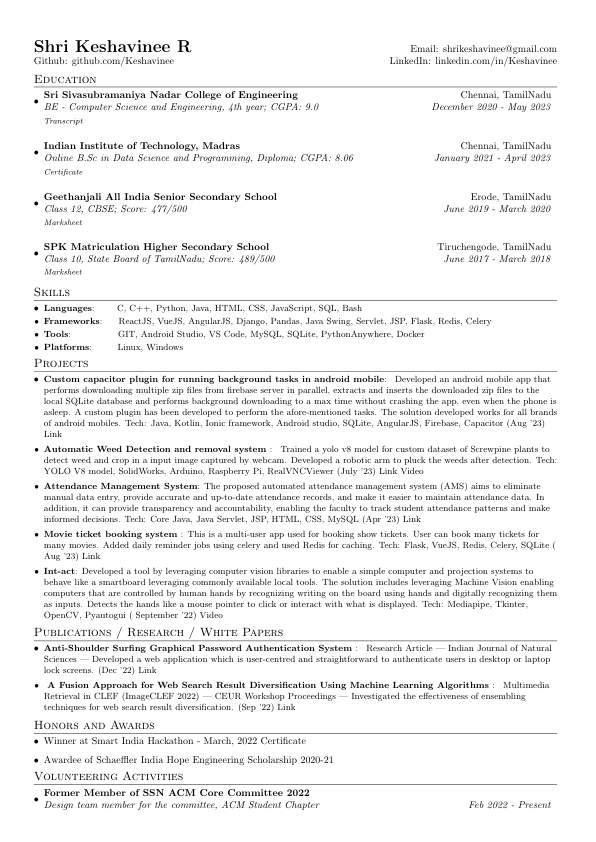 Shri Keshavinee R
Email: shrikeshavinee@gmail.com
Github: github.com/Keshavinee
LinkedIn: linkedin.com/in/Keshavinee
Education
• Sri Sivasubramaniya Nadar College of Engineering
Chennai, TamilNadu
BE - Computer Science and Engineering, 4th year; CGPA: 9.0
December 2020 - May 2023
Transcript
• Indian Institute of Technology, Madras
Chennai, TamilNadu
Online B.Sc in Data Science and Programming, Diploma; CGPA: 8.06
January 2021 - April 2023
Certificate
• Geethanjali All India Senior Secondary School
Erode, TamilNadu
Class 12, CBSE; Score: 477/500
June 2019 - March 2020
Marksheet
• SPK Matriculation Higher Secondary School
Tiruchengode, TamilNadu
Class 10, State Board of TamilNadu; Score: 489/500
June 2017 - March 2018
Marksheet
Skills
• Languages: C, C++, Python, Java, HTML, CSS, JavaScript, SQL, Bash
• Frameworks: ReactJS, VueJS, AngularJS, Django, Pandas, Java Swing, Servlet, JSP, Flask, Redis, Celery
• Tools: GIT, Android Studio, VS Code, MySQL, SQLite, PythonAnywhere, Docker
• Platforms: Linux, Windows
Projects
• Custom capacitor plugin for running background tasks in android mobile: Developed an android mobile app that
performs downloading multiple zip files from firebase server in parallel, extracts and inserts the downloaded zip files to the
local SQLite database and performs background downloading to a max time without crashing the app, even when the phone is
asleep. A custom plugin has been developed to perform the afore-mentioned tasks. The solution developed works for all brands
of android mobiles. Tech: Java, Kotlin, Ionic framework, Android studio, SQLite, AngularJS, Firebase, Capacitor (Aug '23)
Link
• Automatic Weed Detection and removal system : Trained a yolo v8 model for custom dataset of Screwpine plants to
detect weed and crop in a input image captured by webcam. Developed a robotic arm to pluck the weeds after detection. Tech:
YOLO V8 model, SolidWorks, Arduino, Raspberry Pi, RealVNCViewer (July '23) Link Video
• Attendance Management System: The proposed automated attendance management system (AMS) aims to eliminate
manual data entry, provide accurate and up-to-date attendance records, and make it easier to maintain attendance data. In
addition, it can provide transparency and accountability, enabling the faculty to track student attendance patterns and make
informed decisions. Tech: Core Java, Java Servlet, JSP, HTML, CSS, MySQL (Apr '23) Link
• Movie ticket booking system : This is a multi-user app used for booking show tickets. User can book many tickets for
many movies. Added daily reminder jobs using celery and used Redis for caching. Tech: Flask, VueJS, Redis, Celery, SQLite (
Aug '23) Link
• Int-act: Developed a tool by leveraging computer vision libraries to enable a simple computer and projection systems to
behave like a smartboard leveraging commonly available local tools. The solution includes leveraging Machine Vision enabling
computers that are controlled by human hands by recognizing writing on the board using hands and digitally recognizing them
as inputs. Detects the hands like a mouse pointer to click or interact with what is displayed. Tech: Mediapipe, Tkinter,
OpenCV, Pyautogui ( September '22) Video
Publications / Research / White Papers
• Anti-Shoulder Surfing Graphical Password Authentication System : Research Article — Indian Journal of Natural
Sciences — Developed a web application which is user-centred and straightforward to authenticate users in desktop or laptop
lock screens. (Dec '22) Link
• A Fusion Approach for Web Search Result Diversification Using Machine Learning Algorithms : Multimedia
Retrieval in CLEF (ImageCLEF 2022) — CEUR Workshop Proceedings — Investigated the effectiveness of ensembling
techniques for web search result diversification. (Sep '22) Link
Honors and Awards
• Winner at Smart India Hackathon - March, 2022 Certificate
• Awardee of Schaeffler India Hope Engineering Scholarship 2020-21
Volunteering Activities
• Former Member of SSN ACM Core Committee 2022
Design team member for the committee, ACM Student Chapter
Feb 2022 - Present